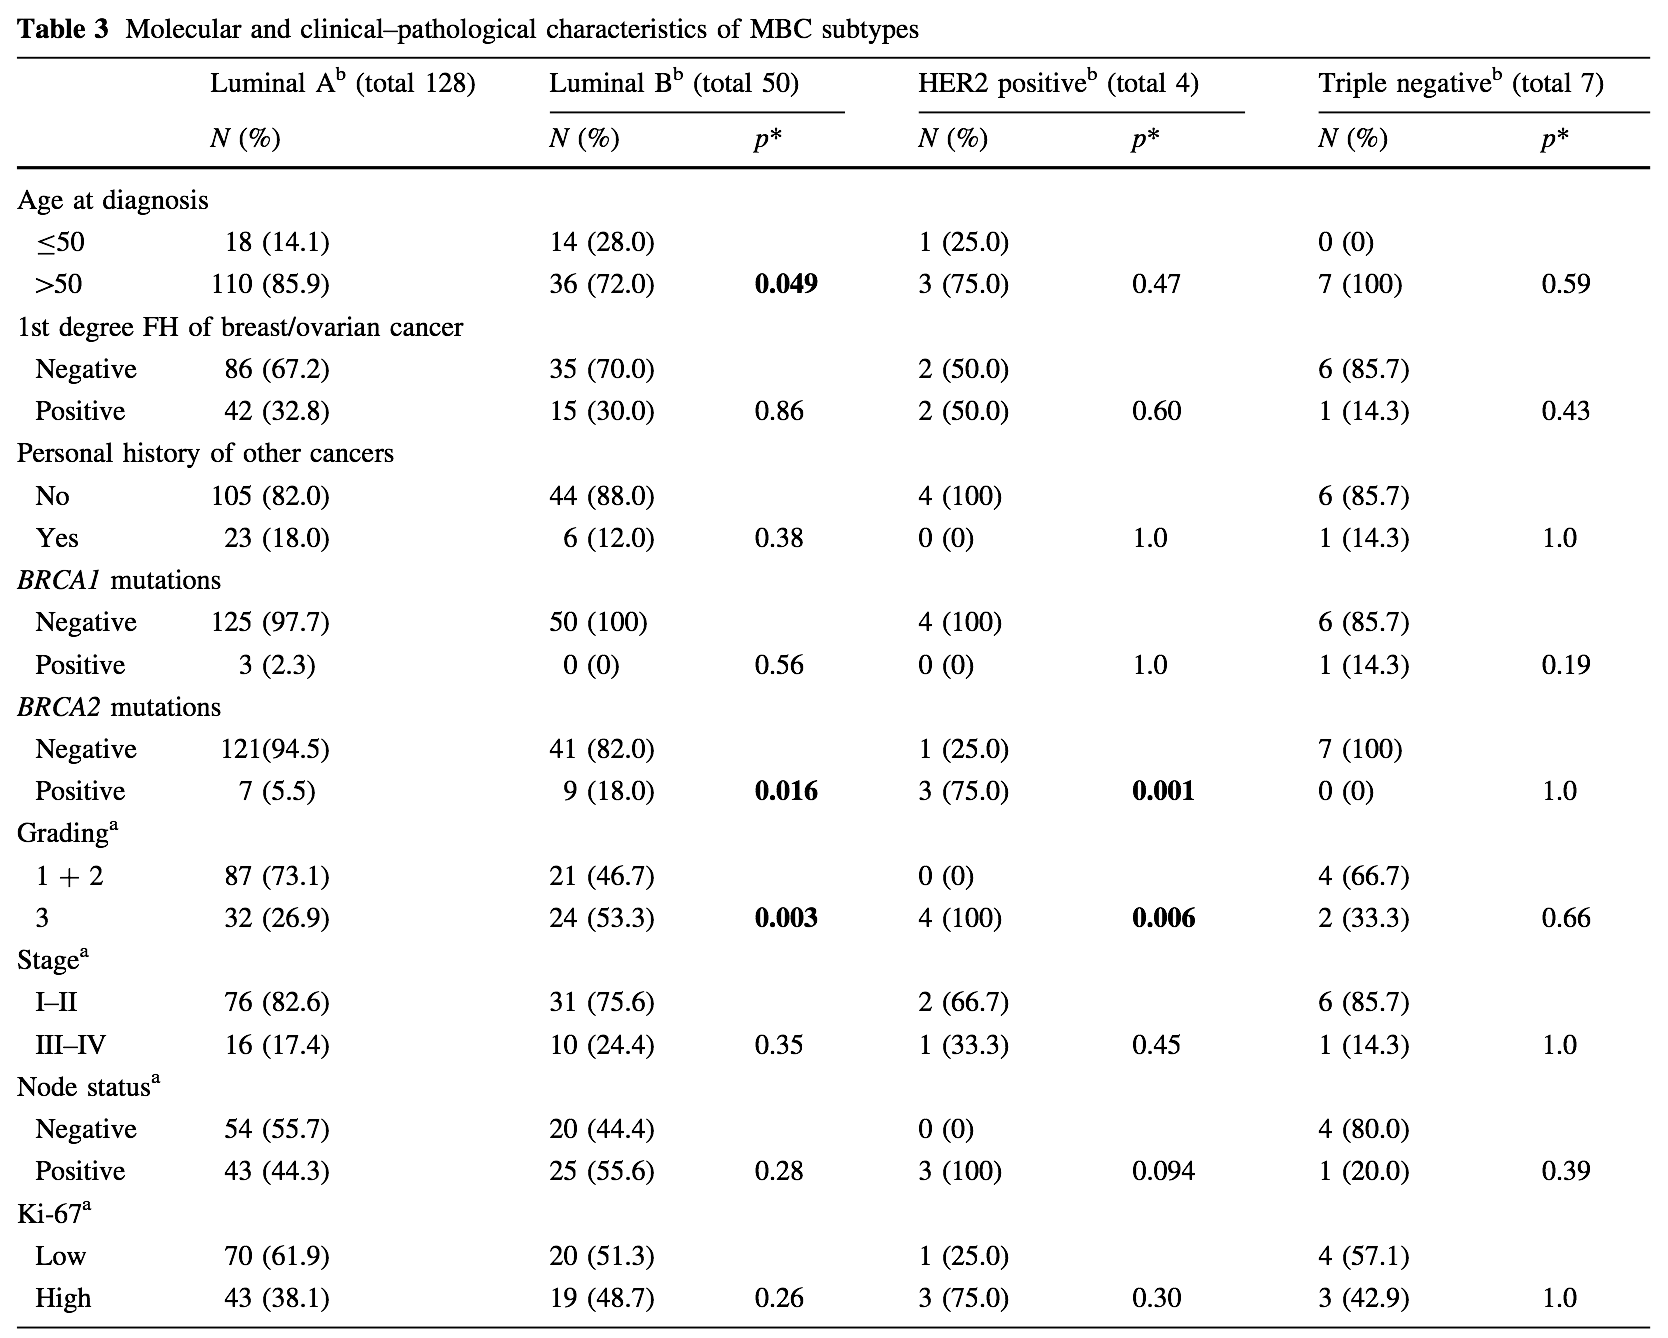 Table 3 Molecular and clinical–pathological characteristics of MBC subtypes
Luminal Aᵇ (total 128) Luminal Bᵇ (total 50) HER2 positiveᵇ (total 4) Triple negativeᵇ (total 7)
N (%) N (%) p* N (%) p* N (%) p*
Age at diagnosis
≤50 18 (14.1) 14 (28.0) 1 (25.0) 0 (0)
>50 110 (85.9) 36 (72.0) 0.049 3 (75.0) 0.47 7 (100) 0.59
1st degree FH of breast/ovarian cancer
Negative 86 (67.2) 35 (70.0) 2 (50.0) 6 (85.7)
Positive 42 (32.8) 15 (30.0) 0.86 2 (50.0) 0.60 1 (14.3) 0.43
Personal history of other cancers
No 105 (82.0) 44 (88.0) 4 (100) 6 (85.7)
Yes 23 (18.0) 6 (12.0) 0.38 0 (0) 1.0 1 (14.3) 1.0
BRCA1 mutations
Negative 125 (97.7) 50 (100) 4 (100) 6 (85.7)
Positive 3 (2.3) 0 (0) 0.56 0 (0) 1.0 1 (14.3) 0.19
BRCA2 mutations
Negative 121(94.5) 41 (82.0) 1 (25.0) 7 (100)
Positive 7 (5.5) 9 (18.0) 0.016 3 (75.0) 0.001 0 (0) 1.0
Gradingᵃ
1 + 2 87 (73.1) 21 (46.7) 0 (0) 4 (66.7)
3 32 (26.9) 24 (53.3) 0.003 4 (100) 0.006 2 (33.3) 0.66
Stageᵃ
I–II 76 (82.6) 31 (75.6) 2 (66.7) 6 (85.7)
III–IV 16 (17.4) 10 (24.4) 0.35 1 (33.3) 0.45 1 (14.3) 1.0
Node statusᵃ
Negative 54 (55.7) 20 (44.4) 0 (0) 4 (80.0)
Positive 43 (44.3) 25 (55.6) 0.28 3 (100) 0.094 1 (20.0) 0.39
Ki-67ᵃ
Low 70 (61.9) 20 (51.3) 1 (25.0) 4 (57.1)
High 43 (38.1) 19 (48.7) 0.26 3 (75.0) 0.30 3 (42.9) 1.0